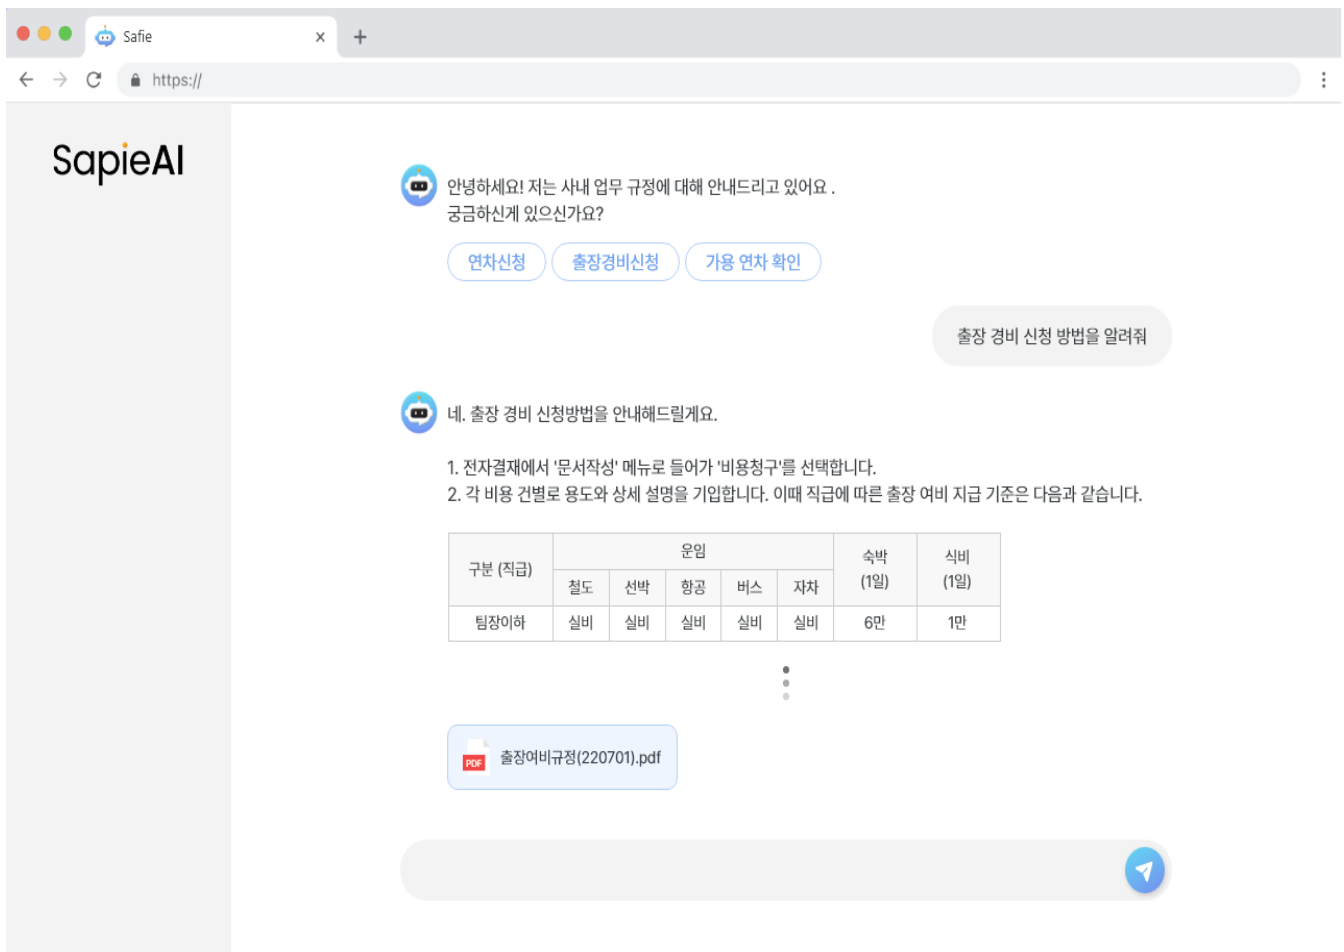 Safie
https://
SapieAI
안녕하세요! 저는 사내 업무 규정에 대해 안내드리고 있어요 .
궁금하신게 있으신가요?
연차신청 출장경비신청 가용 연차 확인
출장 경비 신청 방법을 알려줘
네. 출장 경비 신청방법을 안내해드릴게요.
1. 전자결재에서 '문서작성' 메뉴로 들어가 '비용청구'를 선택합니다.
2. 각 비용 건별로 용도와 상세 설명을 기입합니다. 이때 직급에 따른 출장 여비 지급 기준은 다음과 같습니다.
구분 (직급) 운임 숙박 (1일) 식비 (1일)
철도 선박 항공 버스 자차
팀장이하 실비 실비 실비 실비 실비 6만 1만
PDF 출장여비규정(220701).pdf